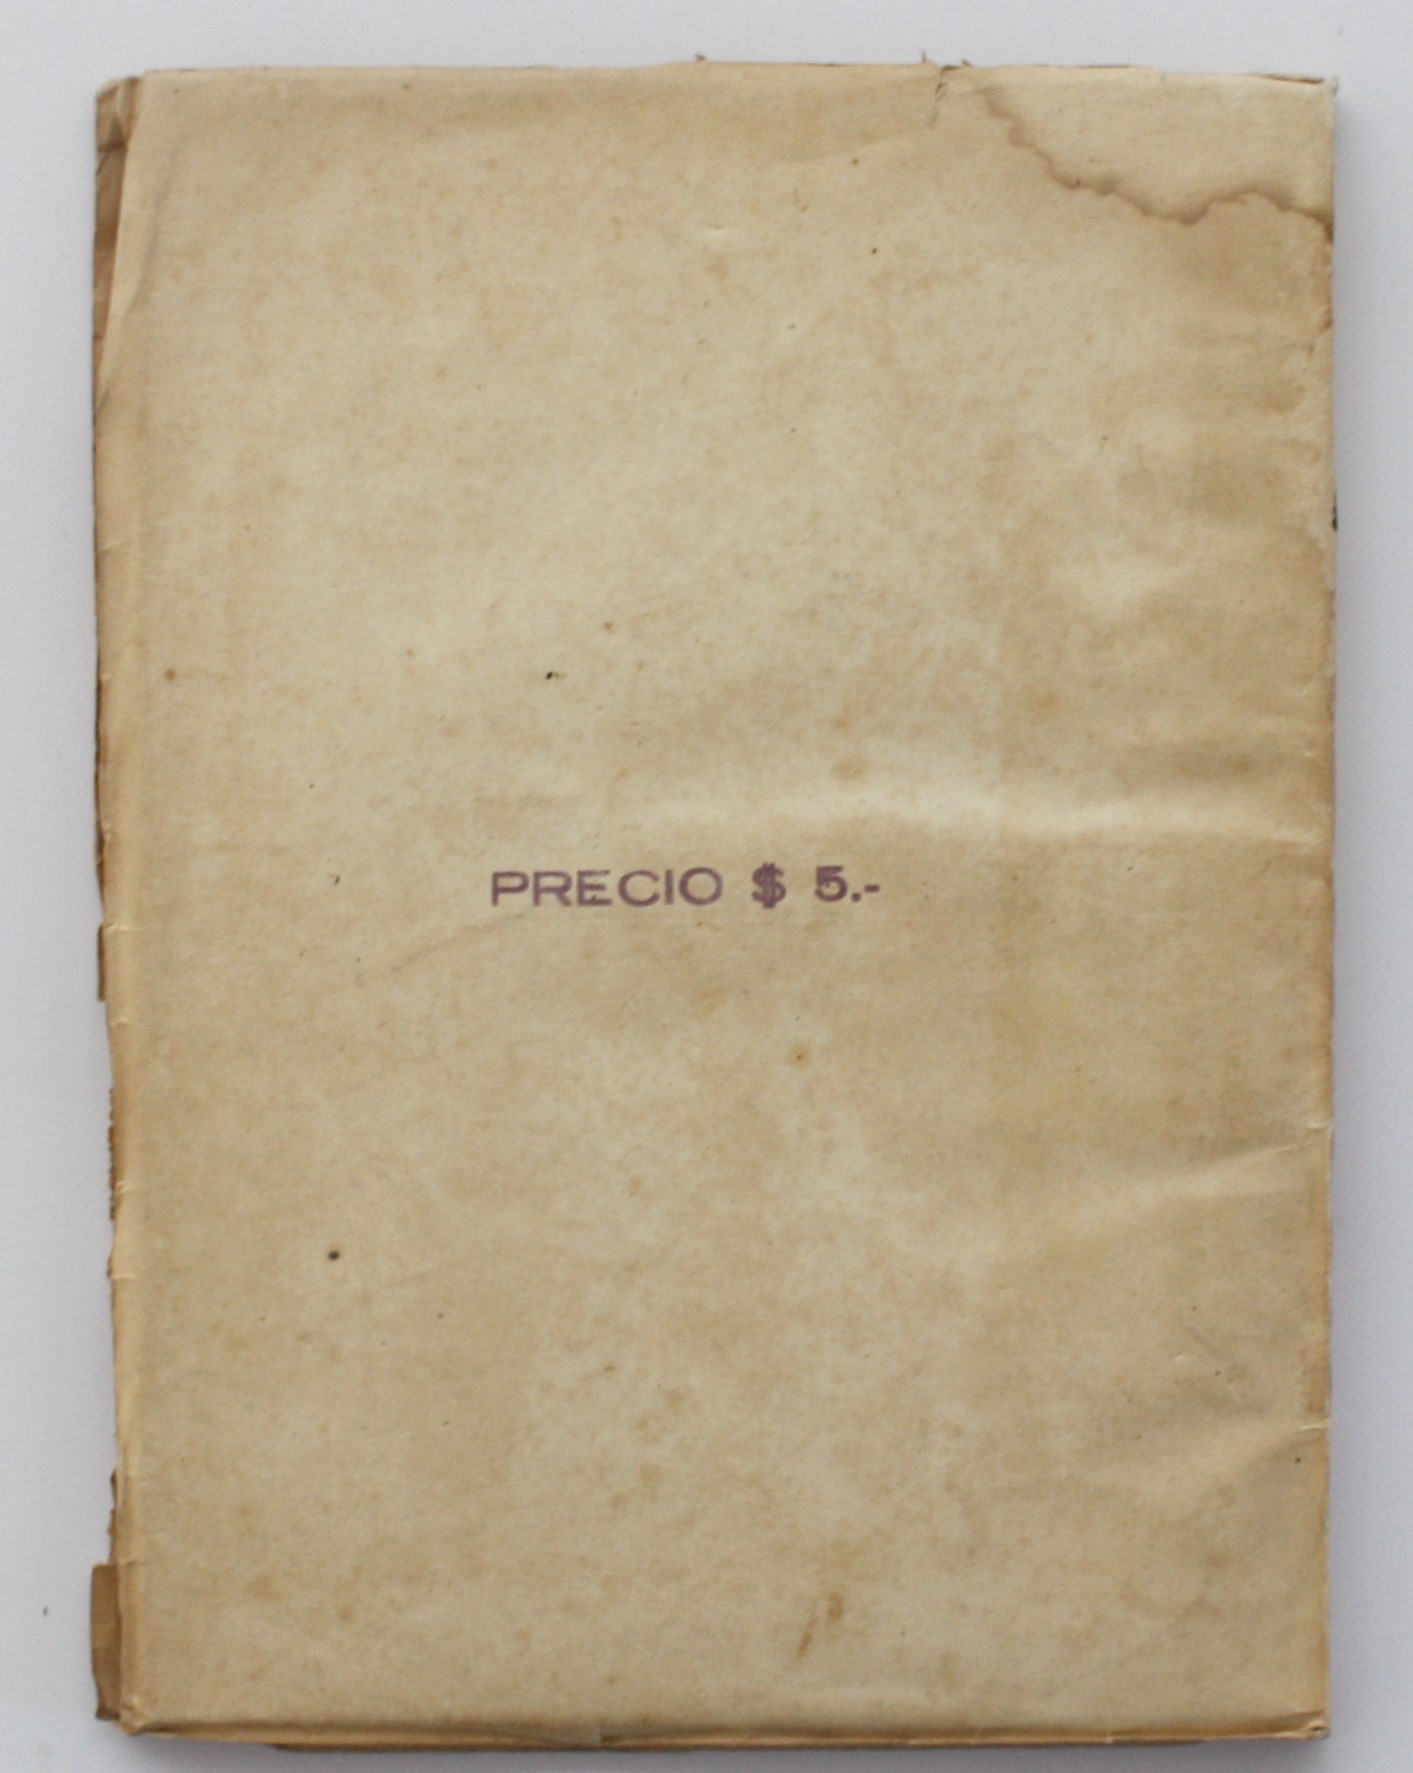 PRECIO $ 5.-